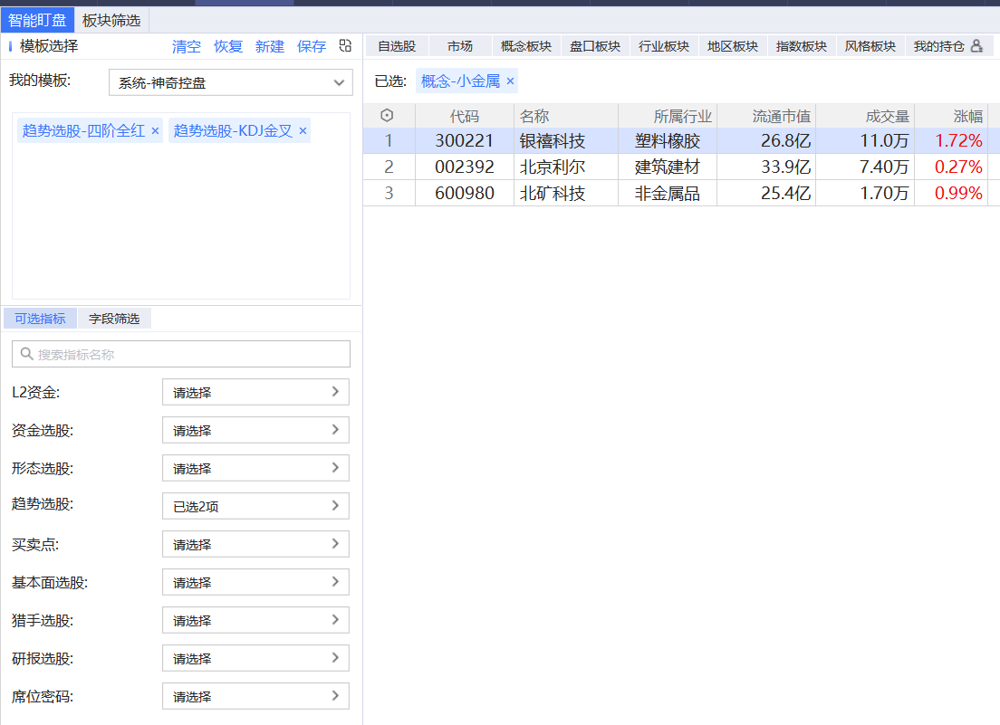 智能盯盘 板块筛选
模板选择 清空 恢复 新建 保存
我的模板: 系统-神奇控盘
趋势选股-四阶全红 × 趋势选股-KDJ金叉 ×
可选指标 字段筛选
搜索指标名称
L2资金: 请选择
资金选股: 请选择
形态选股: 请选择
趋势选股: 已选2项
买卖点: 请选择
基本面选股: 请选择
猎手选股: 请选择
研报选股: 请选择
席位密码: 请选择
自选股 市场 概念板块 盘口板块 行业板块 地区板块 指数板块 风格板块 我的持仓
已选: 概念-小金属 ×
代码 名称 所属行业 流通市值 成交量 涨幅
1 300221 银禧科技 塑料橡胶 26.8亿 11.0万 1.72%
2 002392 北京利尔 建筑建材 33.9亿 7.40万 0.27%
3 600980 北矿科技 非金属品 25.4亿 1.70万 0.99%